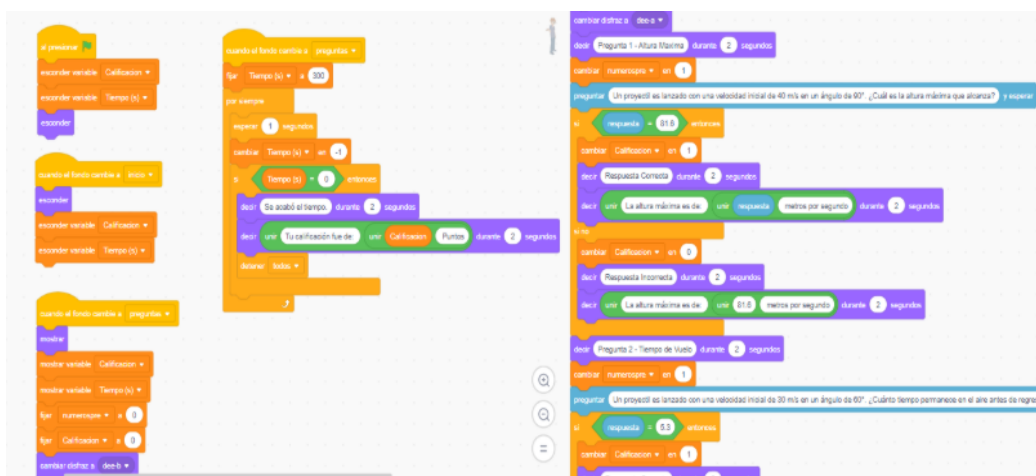 al presionar
esconder variable Calificacion
esconder variable Tiempo (s)
esconder
cuando el fondo cambie a inicio
esconder
esconder variable Calificacion
esconder variable Tiempo (s)
cuando el fondo cambie a preguntas
mostrar
mostrar variable Calificacion
mostrar variable Tiempo (s)
fijar numerospre a 0
fijar Calificacion a 0
cambiar disfraz a dee-b
cuando el fondo cambie a preguntas
fijar Tiempo (s) a 300
por siempre
esperar 1 segundos
cambiar Tiempo (s) en -1
si Tiempo (s) = 0 entonces
decir Se acabó el tiempo. durante 2 segundos
decir unir Tu calificación fue de: unir Calificacion Puntos durante 2 segundos
detener todos
cambiar disfraz a dee-a
decir Pregunta 1 - Altura Maxima durante 2 segundos
cambiar numerospre en 1
preguntar Un proyectil es lanzado con una velocidad inicial de 40 m/s en un ángulo de 90°. ¿Cuál es la altura máxima que alcanza? y esperar
si respuesta = 81.6 entonces
cambiar Calificacion en 1
decir Respuesta Correcta durante 2 segundos
decir unir La altura máxima es de: unir respuesta metros por segundo durante 2 segundos
si no
cambiar Calificacion en 0
decir Respuesta Incorrecta durante 2 segundos
decir unir La altura máxima es de: unir 81.6 metros por segundo durante 2 segundos
decir Pregunta 2 - Tiempo de Vuelo durante 2 segundos
cambiar numerospre en 1
preguntar Un proyectil es lanzado con una velocidad inicial de 30 m/s en un ángulo de 60°. ¿Cuánto tiempo permanece en el aire antes de regre
si respuesta = 5.3 entonces
cambiar Calificacion en 1